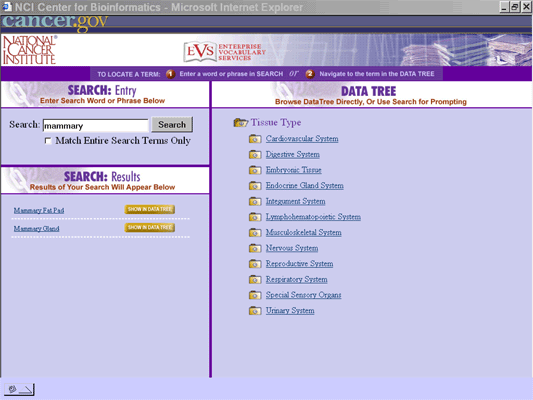 NCI Center for Bioinformatics - Microsoft Internet Explorer
cancer.gov
NATIONAL
CANCER
INSTITUTE
EVS ENTERPRISE
VOCABULARY
SERVICES
TO LOCATE A TERM: 1 Enter a word or phrase in SEARCH or 2 Navigate to the term in the DATA TREE
SEARCH: Entry
Enter Search Word or Phrase Below
Search: mammary Search
Match Entire Search Terms Only
SEARCH: Results
Results of Your Search Will Appear Below
Mammary Fat Pad SHOW IN DATA TREE
Mammary Gland SHOW IN DATA TREE
DATA TREE
Browse DataTree Directly, Or Use Search for Prompting
Tissue Type
Cardiovascular System
Digestive System
Embryonic Tissue
Endocrine Gland System
Integument System
Lymphohematopoietic System
Musculoskeletal System
Nervous System
Reproductive System
Respiratory System
Special Sensory Organs
Urinary System